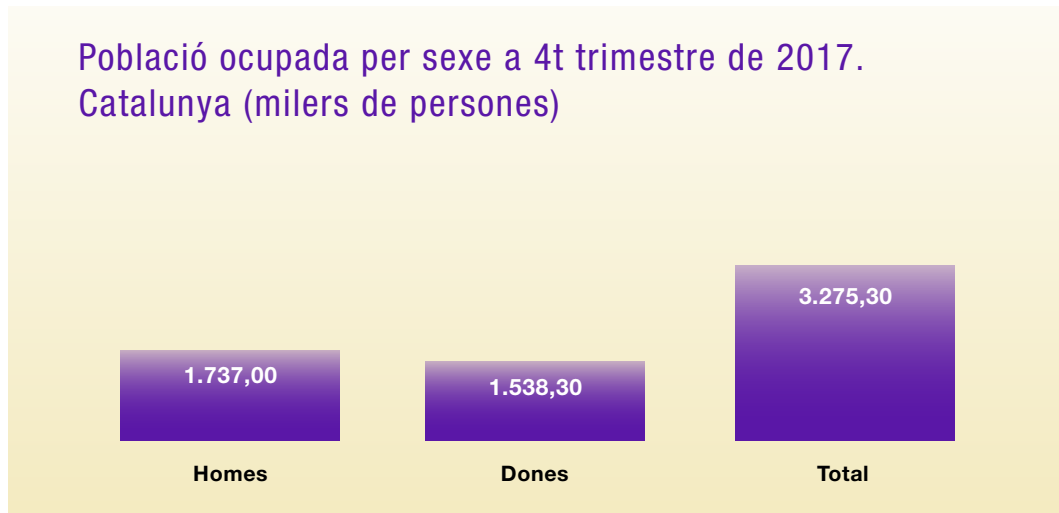 Població ocupada per sexe a 4t trimestre de 2017.
Catalunya (milers de persones)
3.275,30
1.737,00
1.538,30
Homes
Dones
Total